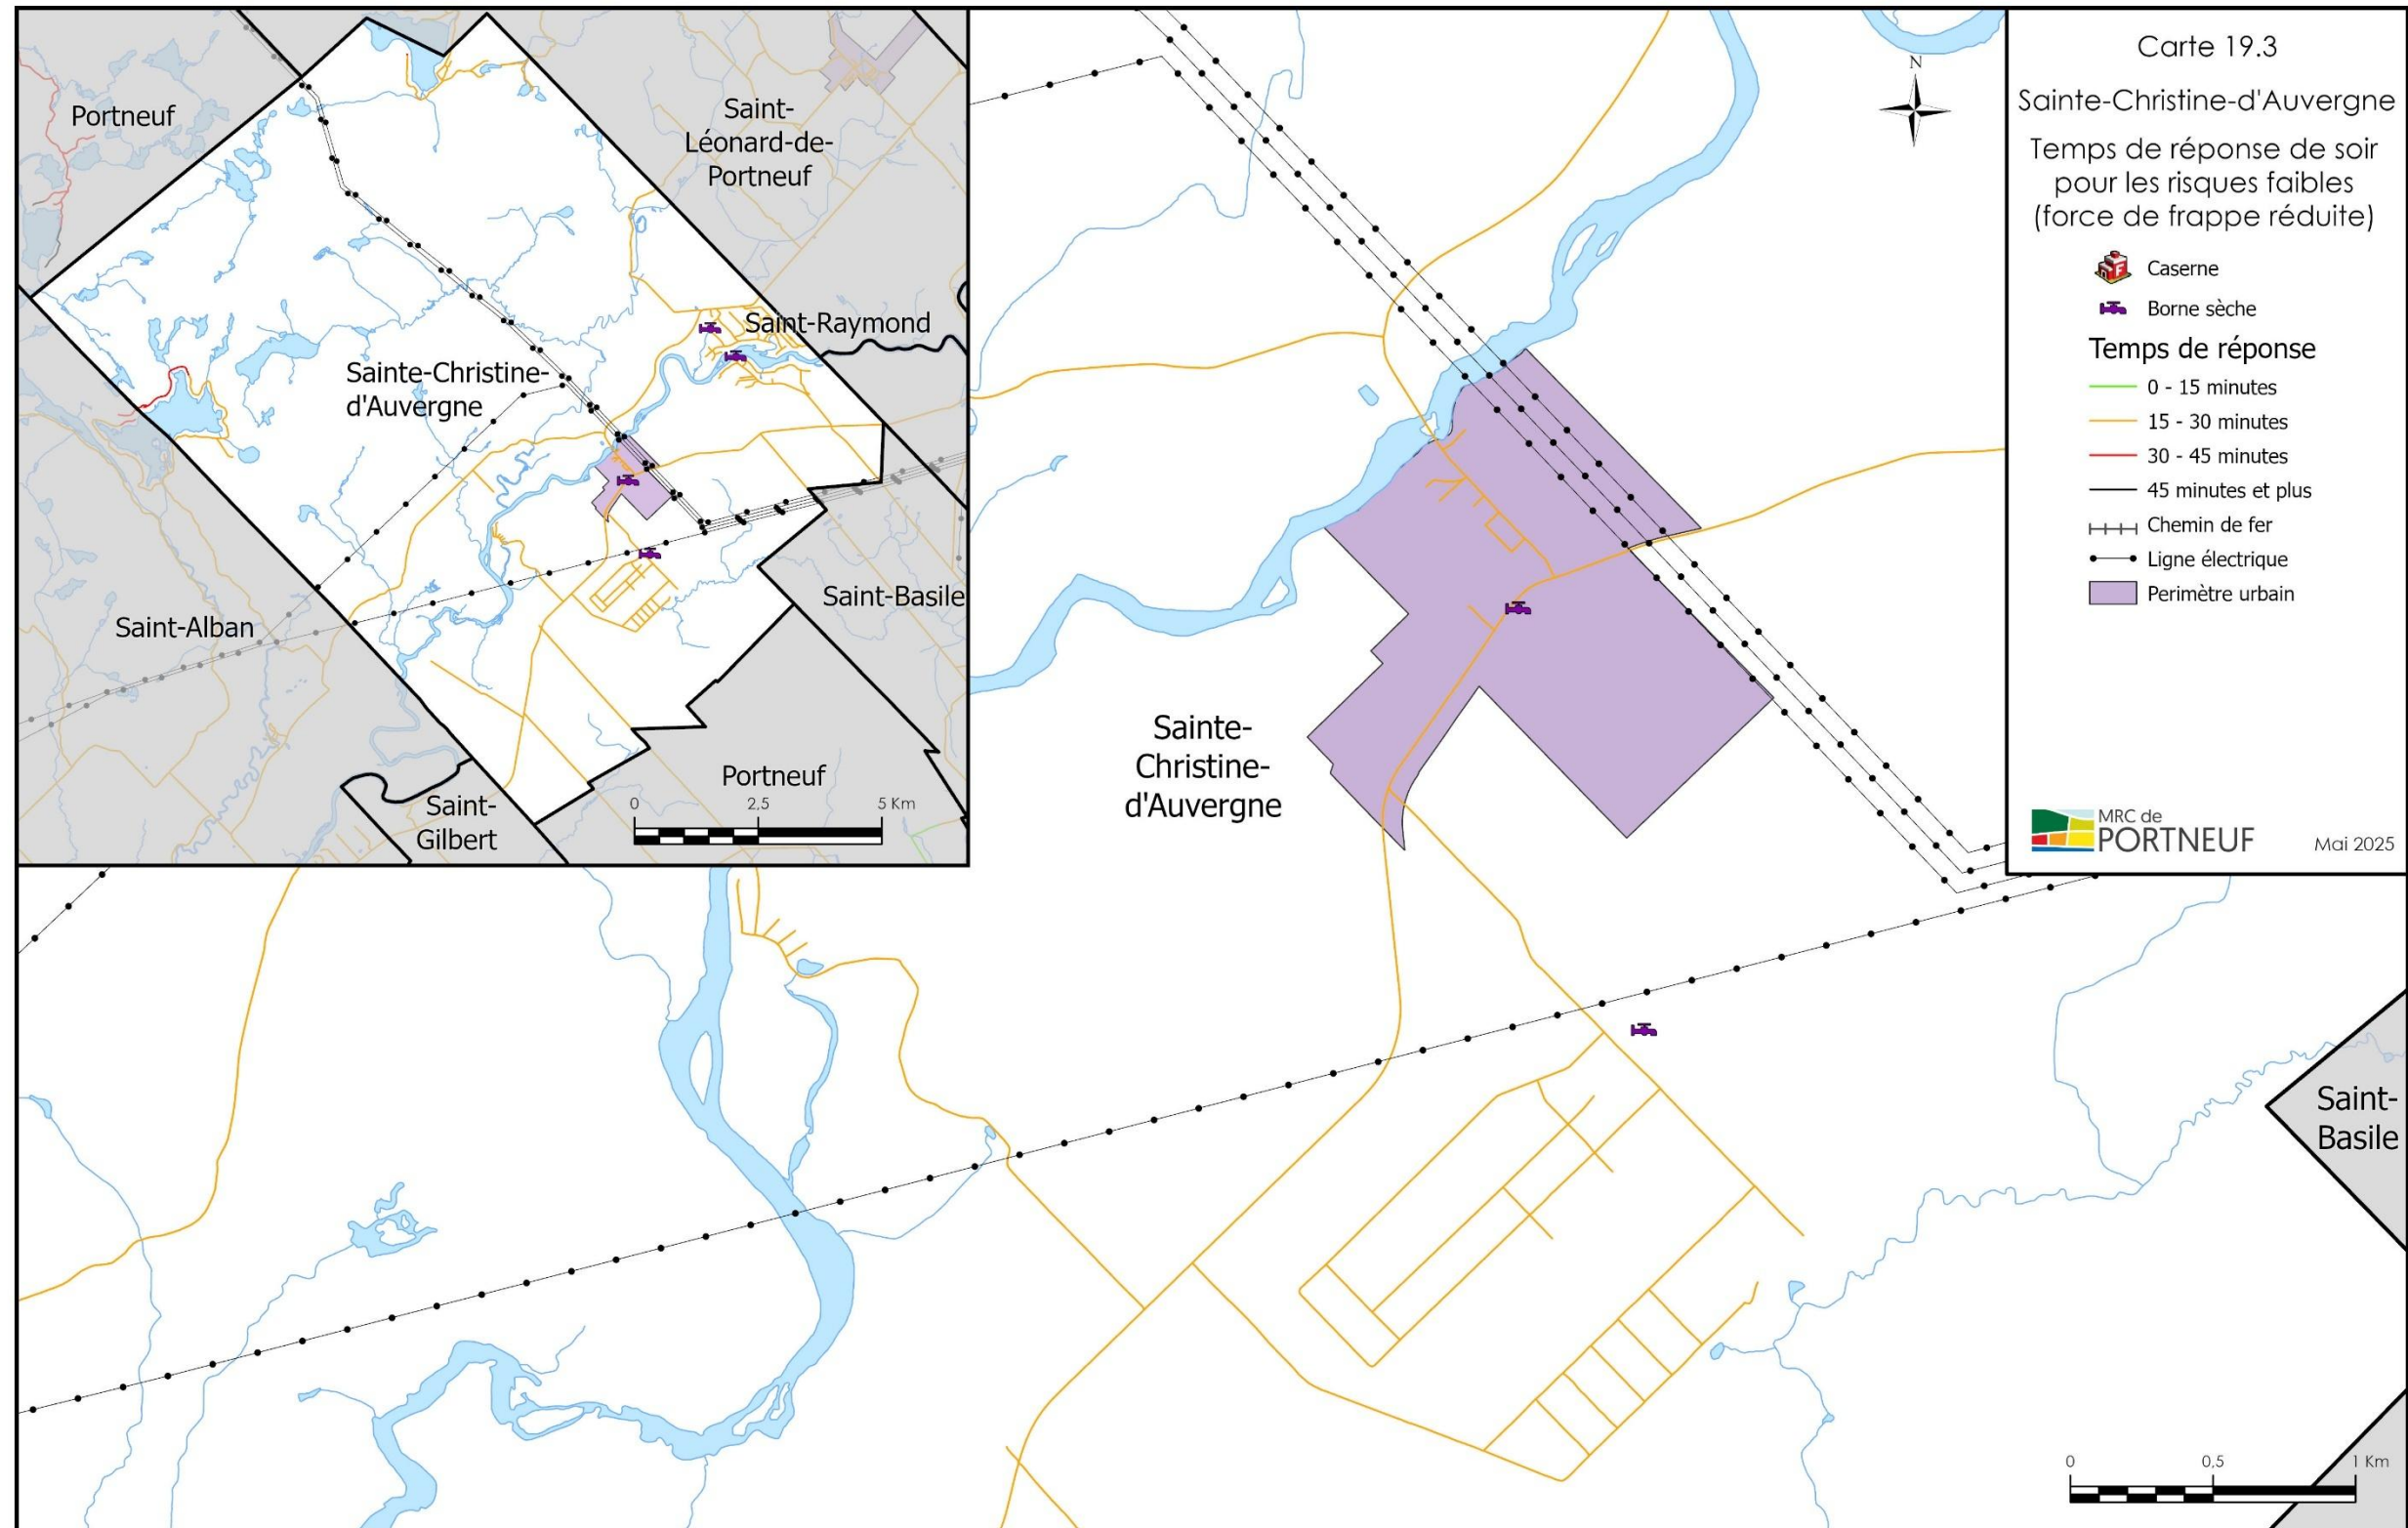 Carte 19.3
Sainte-Christine-d'Auvergne
Temps de réponse de soir
pour les risques faibles
(force de frappe réduite)
Caserne
Borne sèche
Temps de réponse
0 - 15 minutes
15 - 30 minutes
30 - 45 minutes
45 minutes et plus
Chemin de fer
Ligne électrique
Perimètre urbain
MRC de
PORTNEUF
Mai 2025
N
Portneuf
Saint-
Léonard-de-
Portneuf
Saint-Raymond
Sainte-Christine-
d'Auvergne
Saint-Basile
Saint-Alban
Portneuf
Saint-
Gilbert
0 2,5 5 Km
Sainte-
Christine-
d'Auvergne
Saint-
Basile
0 0,5 1 Km